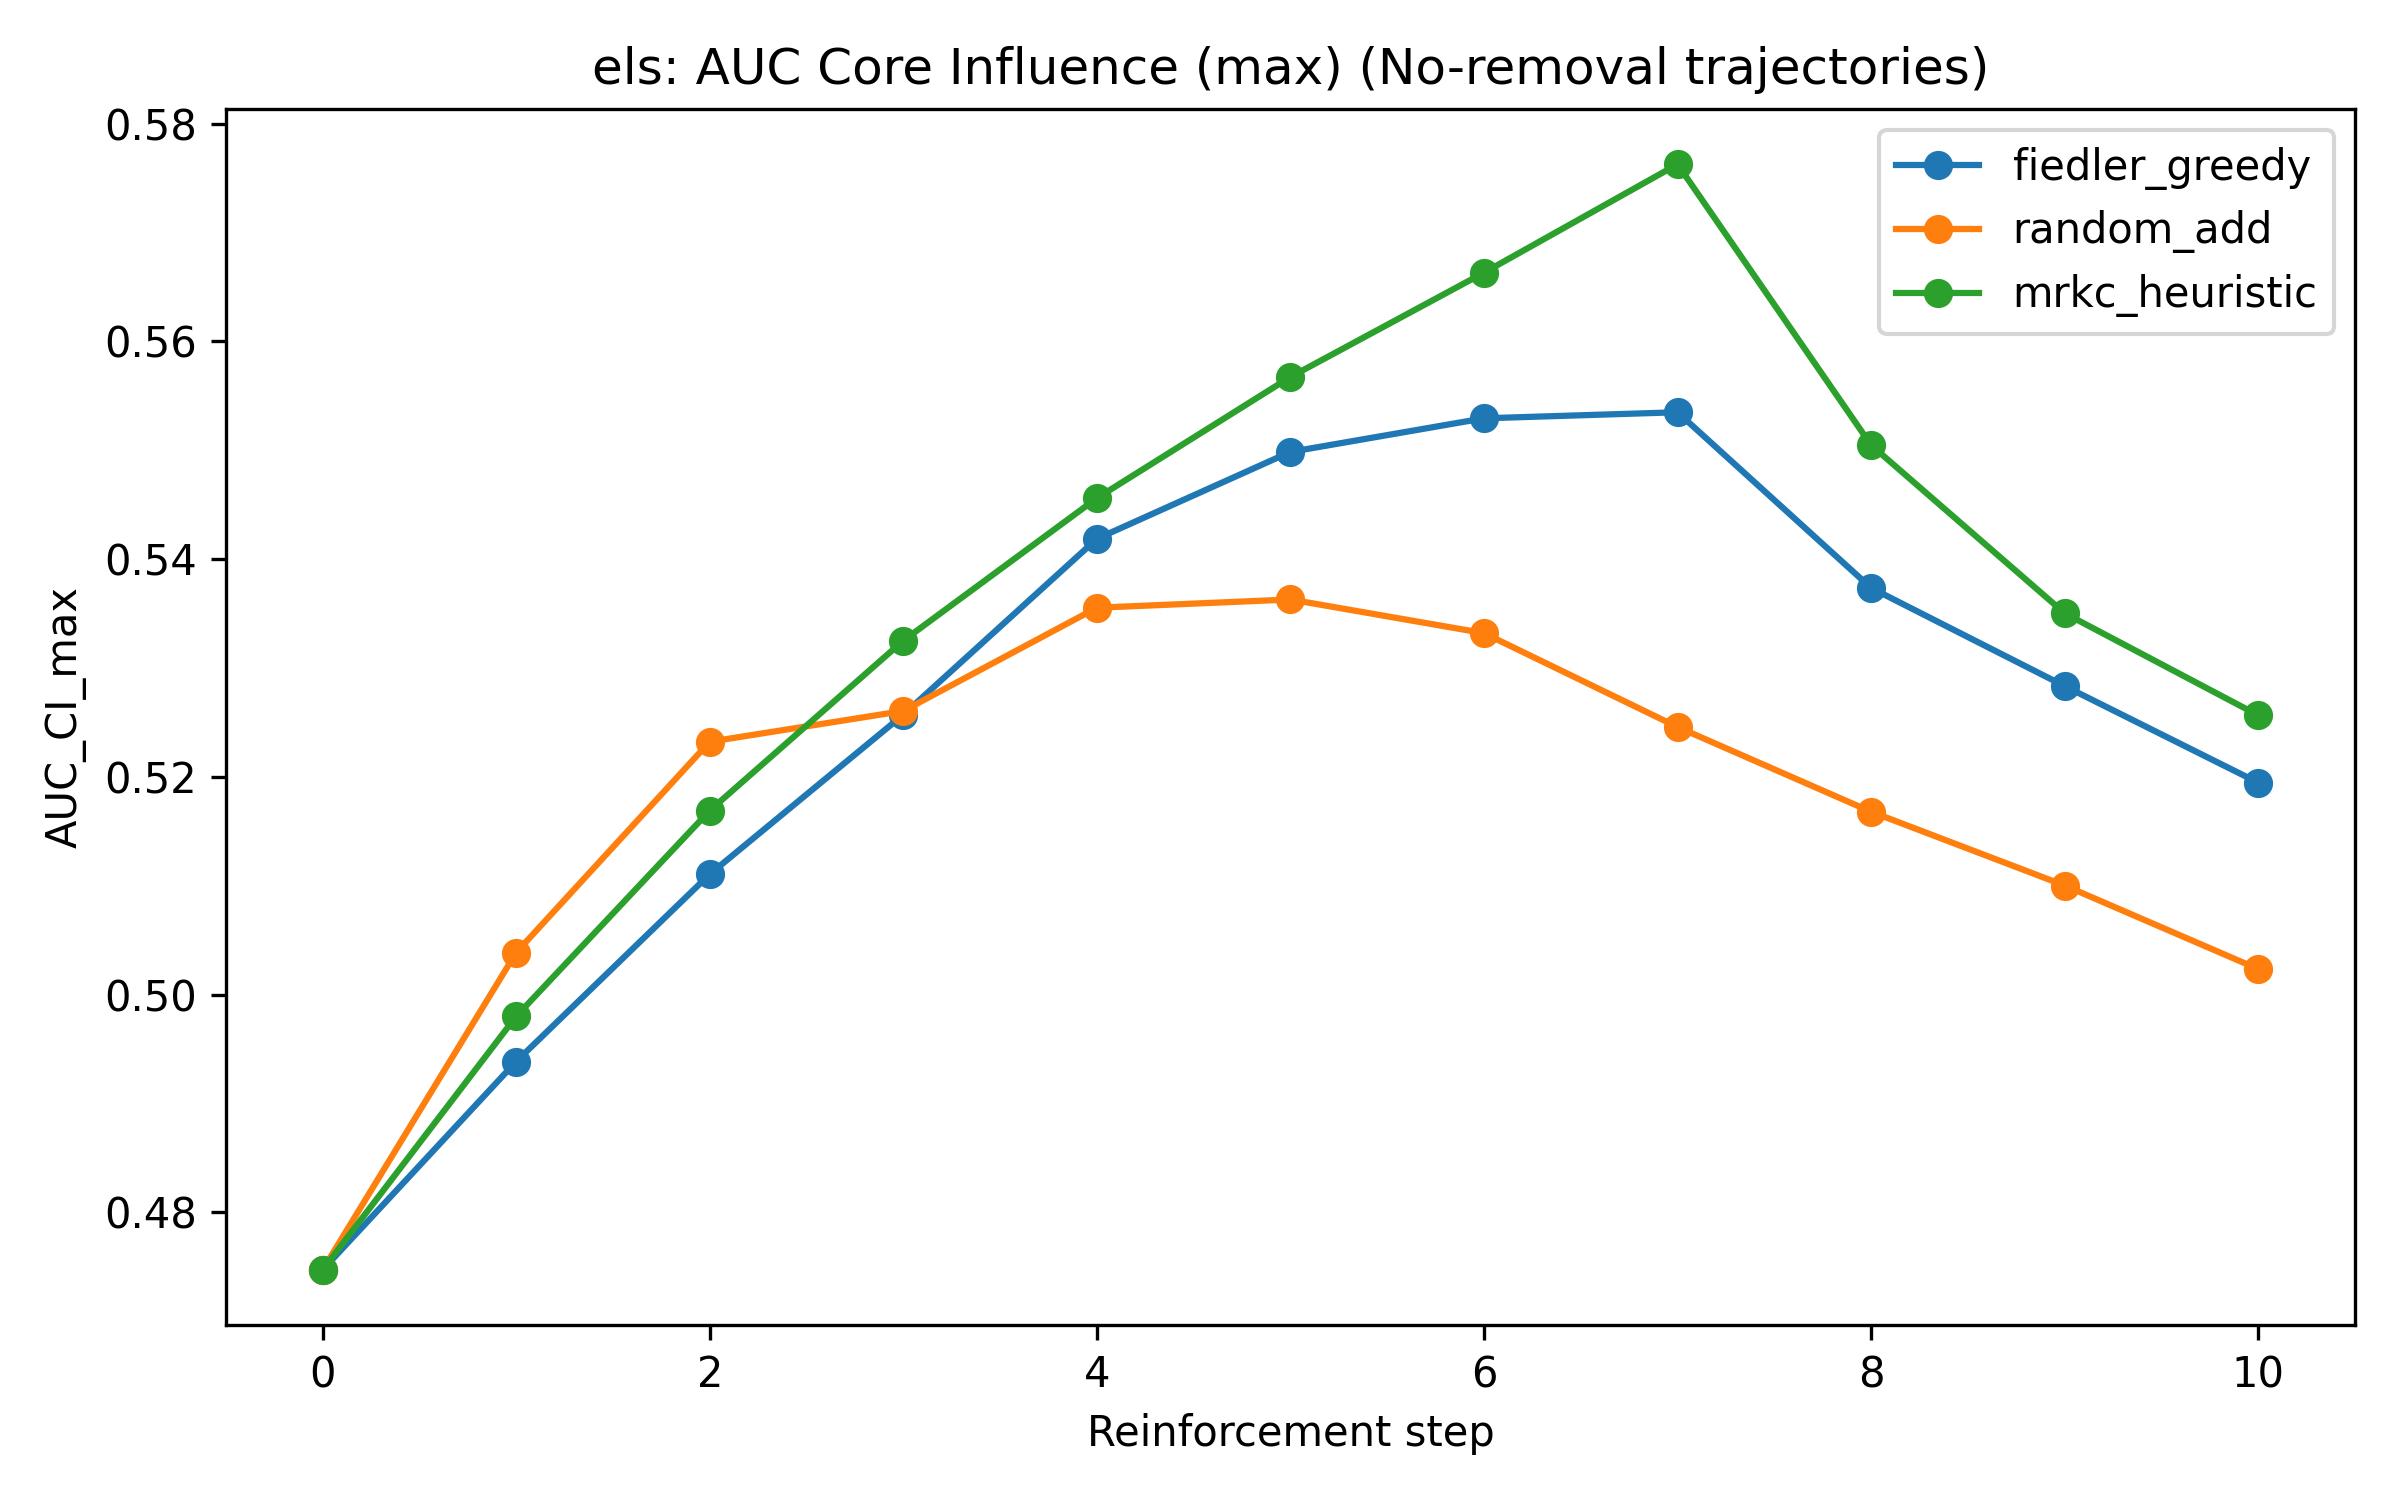 els: AUC Core Influence (max) (No-removal trajectories)
fiedler_greedy
random_add
mrkc_heuristic
AUC_CI_max
0.58
0.56
0.54
0.52
0.50
0.48
0 2 4 6 8 10
Reinforcement step